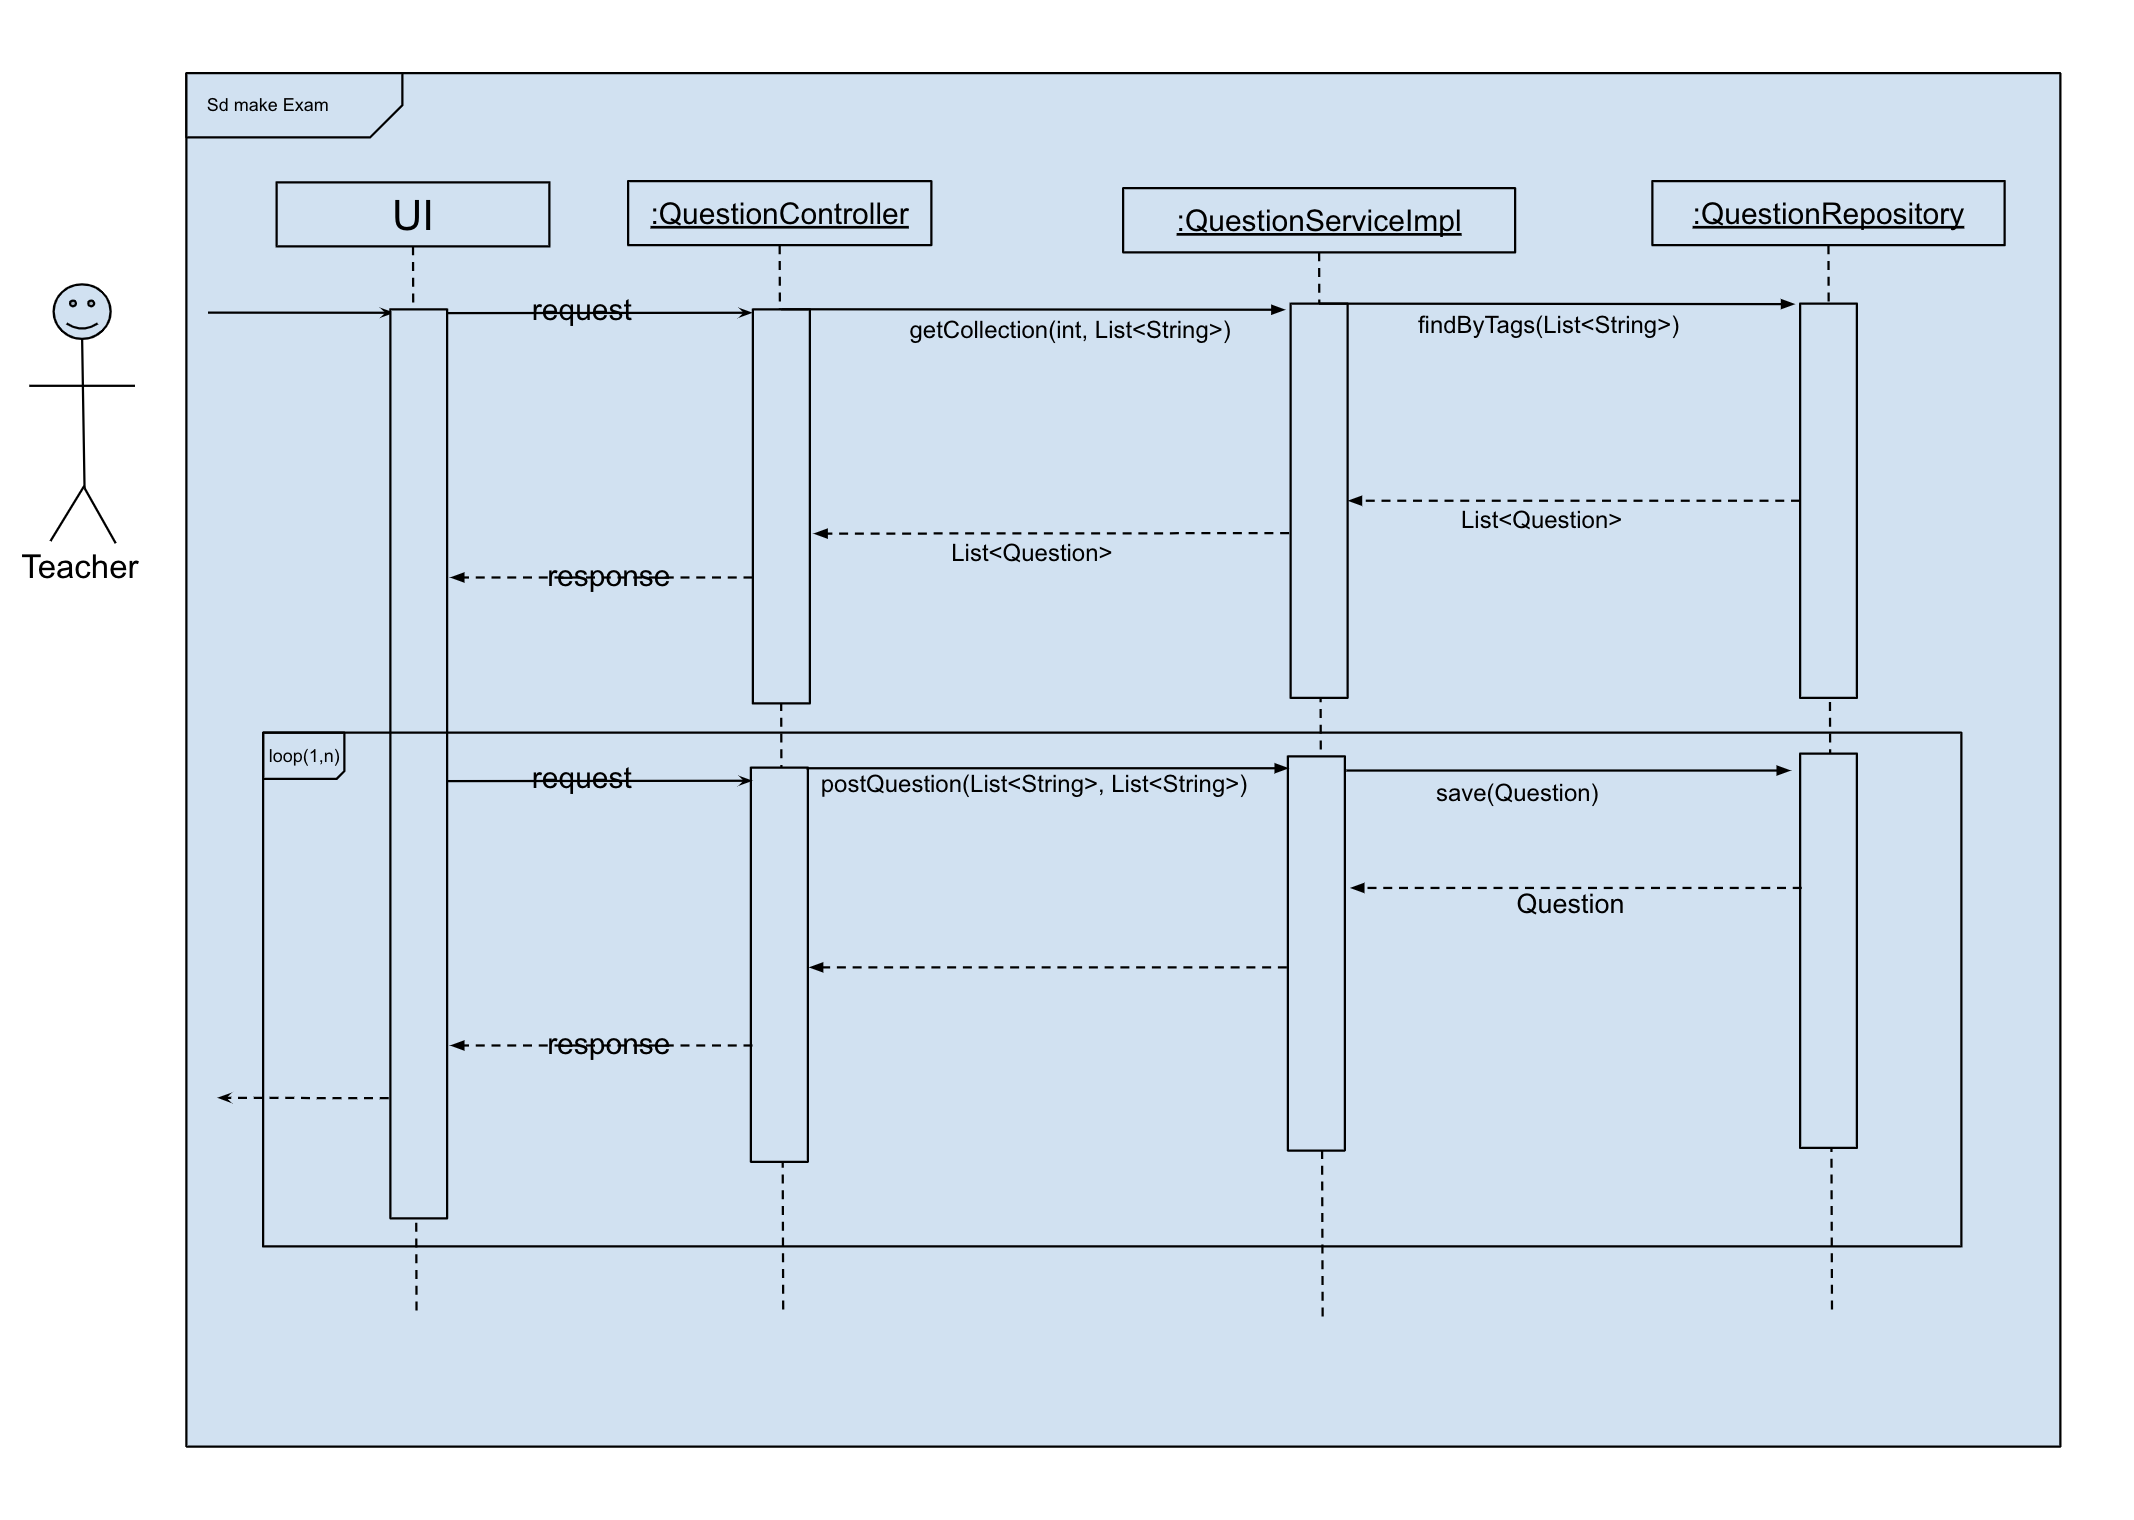 Sd make Exam
UI
:QuestionController
:QuestionServiceImpl
:QuestionRepository
request
getCollection(int, List<String>)
findByTags(List<String>)
List<Question>
List<Question>
response
Teacher
loop(1,n)
request
postQuestion(List<String>, List<String>)
save(Question)
Question
response